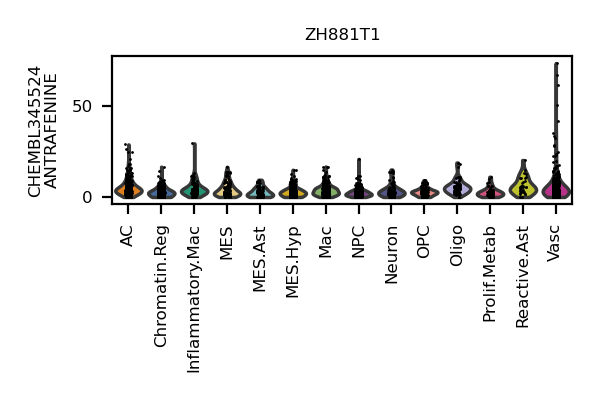 ZH881T1
CHEMBL345524
ANTRAFENINE
50
0
AC
Chromatin.Reg
Inflammatory.Mac
MES
MES.Ast
MES.Hyp
Mac
NPC
Neuron
OPC
Oligo
Prolif.Metab
Reactive.Ast
Vasc